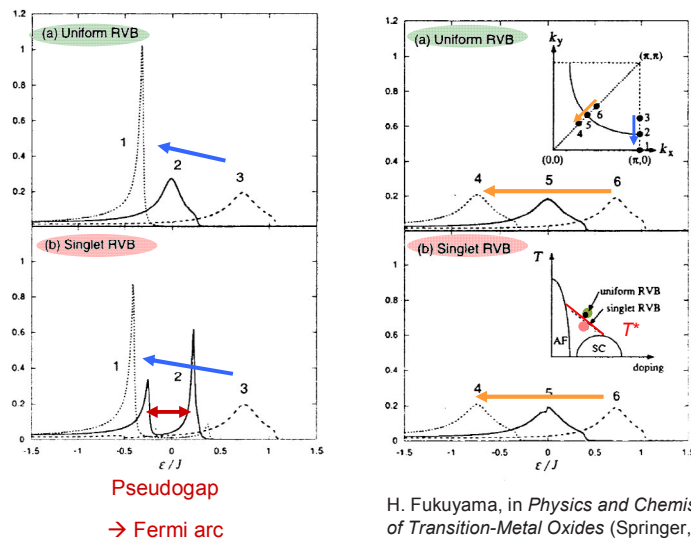 (a) Uniform RVB
1
0.8
0.6
0.4
0.2
1
2
3
(b) Singlet RVB
1
0.8
0.6
0.4
0.2
0
1
2
3
-1.5 -1 -0.5 0 0.5 1 1.5
ε/J
Pseudogap
→ Fermi arc
(a) Uniform RVB
1
0.8
0.6
0.4
0.2
ky
(π,π)
6
5
4
3
2
1
(0,0)
(π,0)
kx
4 5 6
(b) Singlet RVB
1
0.8
0.6
0.4
0.2
0
T
uniform RVB
singlet RVB
T*
AF
SC
doping
4 5 6
-1.5 -1 -0.5 0 0.5 1 1.5
ε/J
H. Fukuyama, in Physics and Chemis
of Transition-Metal Oxides (Springer,